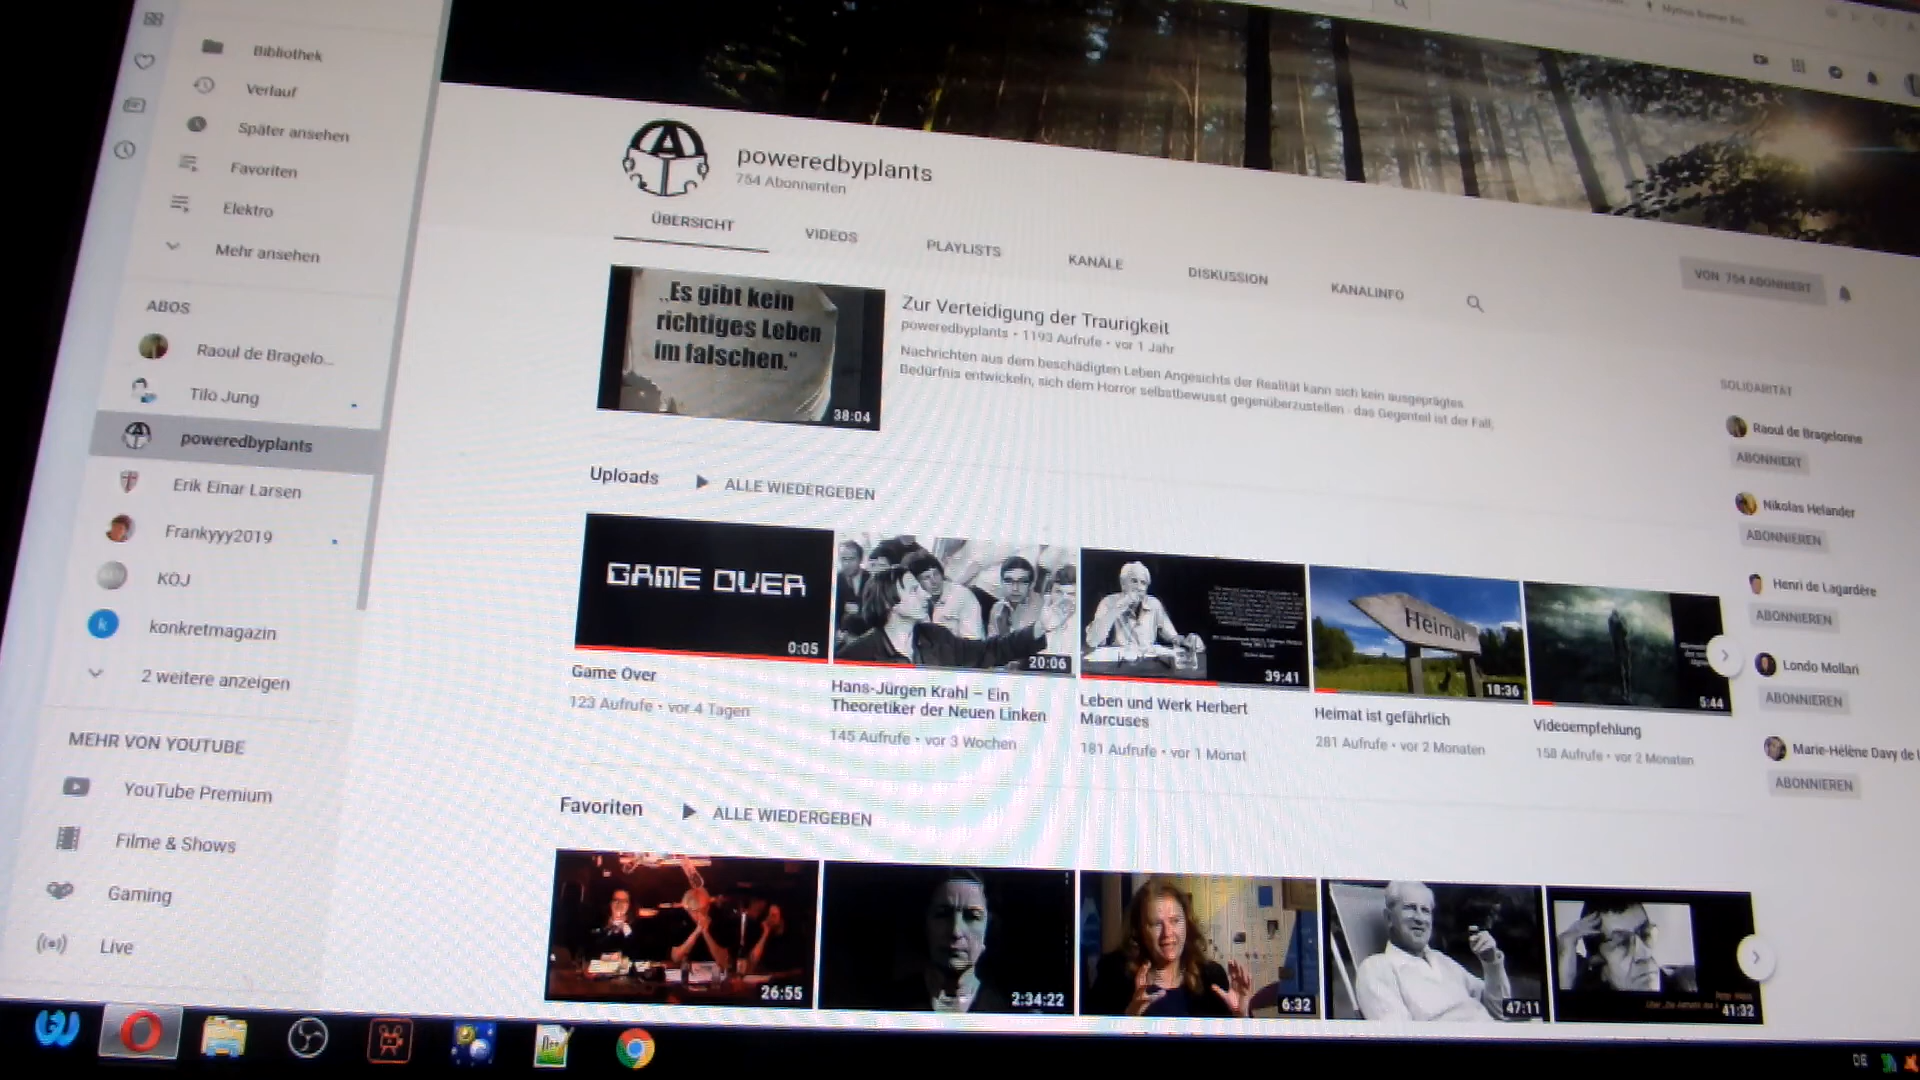 Bibliothek
Verlauf
Später ansehen
Favoriten
Elektro
Mehr ansehen
ABOS
Raoul de Bragelo...
Tilo Jung
poweredbyplants
Erik Einar Larsen
Frankyyy2019
KÖJ
konkretmagazin
2 weitere anzeigen
MEHR VON YOUTUBE
YouTube Premium
Filme & Shows
Gaming
Live
poweredbyplants
754 Abonnenten
ÜBERSICHT
VIDEOS
PLAYLISTS
KANÄLE
DISKUSSION
KANALINFO
VON 754 ABONNIERT
„Es gibt kein
richtiges Leben
im falschen."
38:04
Zur Verteidigung der Traurigkeit
poweredbyplants • 1193 Aufrufe • vor 1 Jahr
Nachrichten aus dem beschädigten Leben Angesichts der Realität kann sich kein ausgeprägtes
Bedürfnis entwickeln, sich dem Horror selbstbewusst gegenüberzustellen - das Gegenteil ist der Fall;
Uploads
ALLE WIEDERGEBEN
GAME OVER
0:05
Game Over
123 Aufrufe • vor 4 Tagen
20:06
Hans-Jürgen Krahl – Ein
Theoretiker der Neuen Linken
145 Aufrufe • vor 3 Wochen
39:41
Leben und Werk Herbert
Marcuses
181 Aufrufe • vor 1 Monat
Heimat
18:36
Heimat ist gefährlich
281 Aufrufe • vor 2 Monaten
5:44
Videoempfehlung
158 Aufrufe • vor 2 Monaten
Favoriten
ALLE WIEDERGEBEN
26:55
2:34:22
6:32
47:11
41:32
SOLIDARITÄT
Raoul de Bragelonne
ABONNIERT
Nikolas Helander
ABONNIEREN
Henri de Lagardère
ABONNIEREN
Londo Mollari
ABONNIEREN
Marie-Hélène Davy de
ABONNIEREN
DE